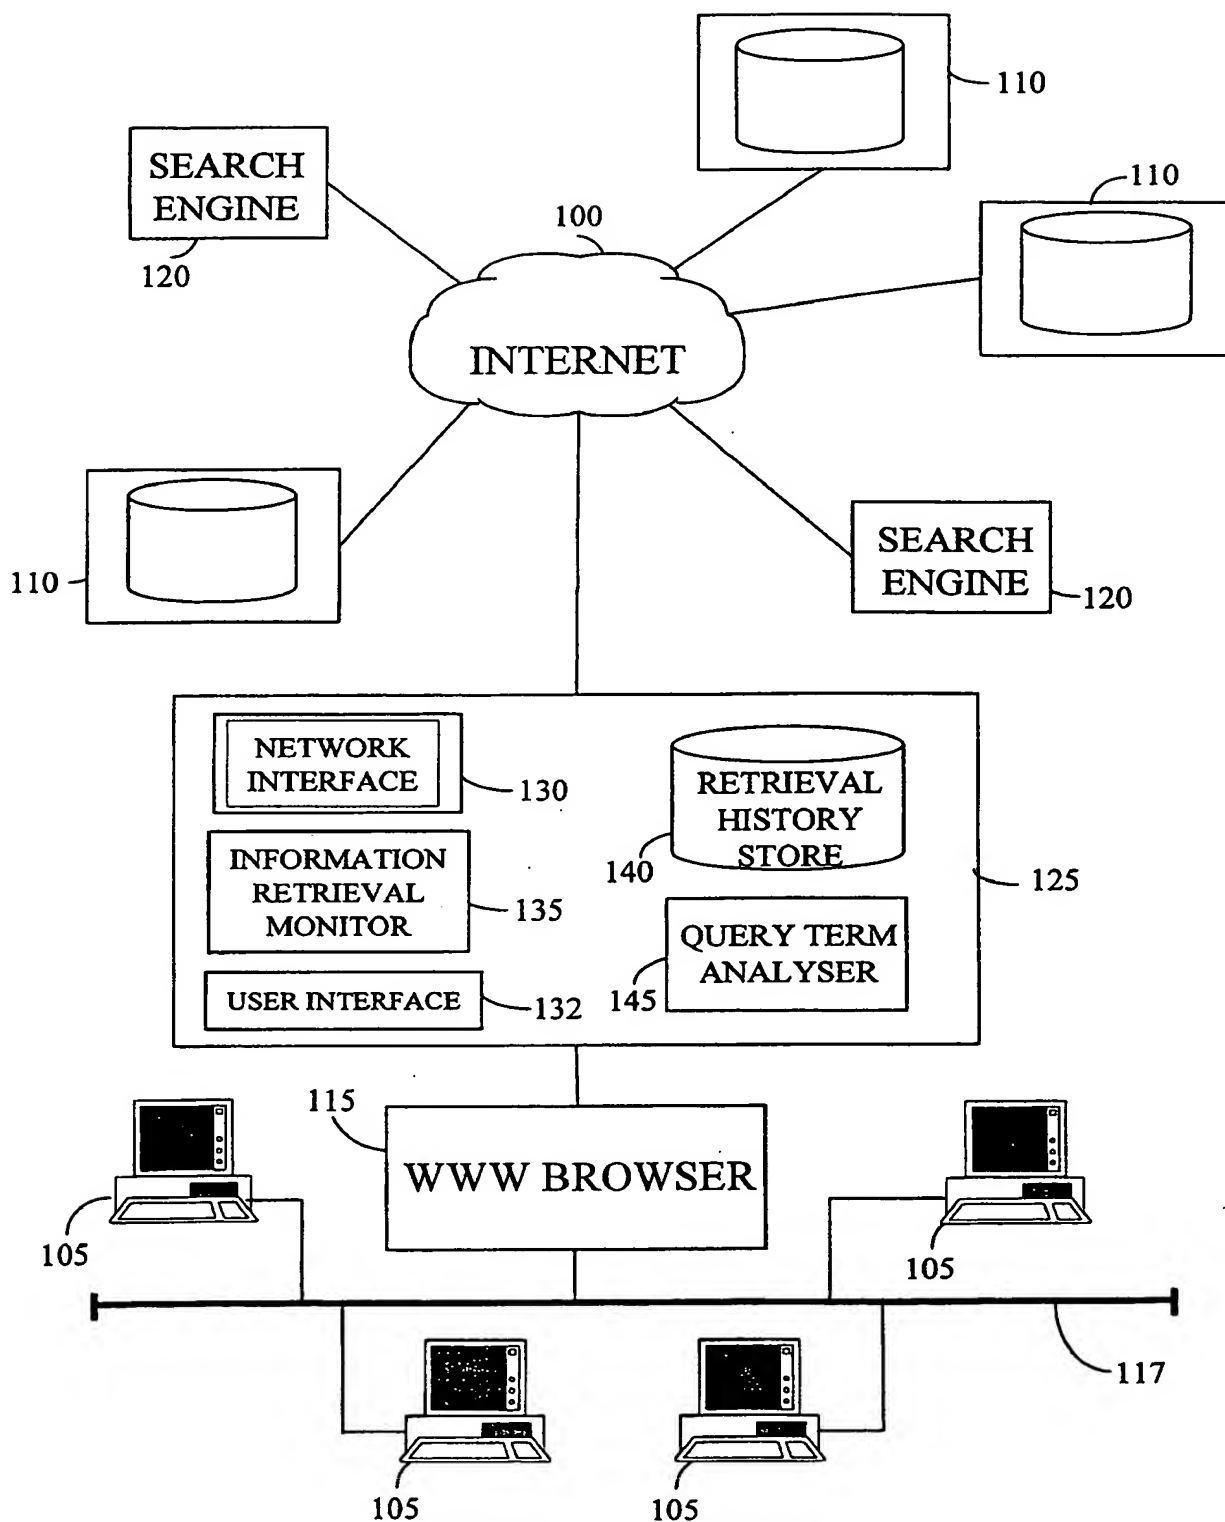 110
SEARCH
ENGINE
120
110
100
INTERNET
110
SEARCH
ENGINE
120
NETWORK
INTERFACE
130
RETRIEVAL
HISTORY
STORE
140
INFORMATION
RETRIEVAL
MONITOR
135
125
QUERY TERM
ANALYSER
145
USER INTERFACE
132
115
WWW BROWSER
105
105
117
105
105